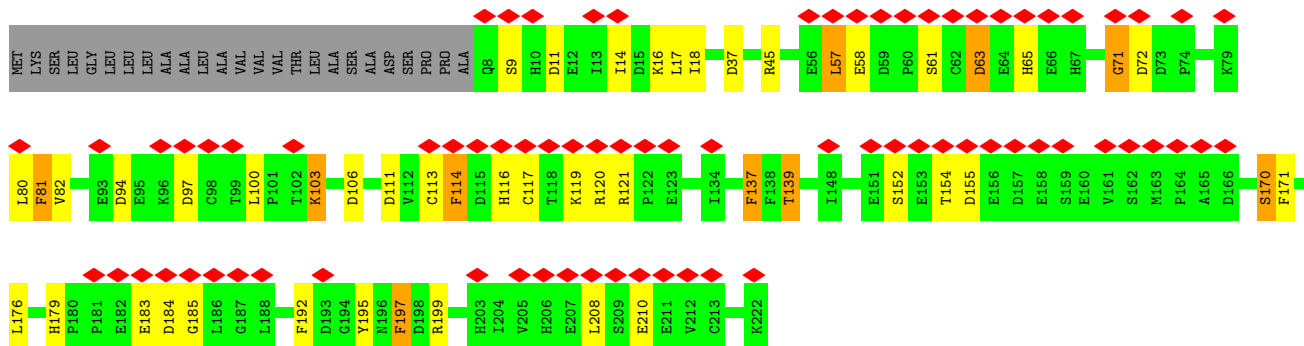 MET LYS SER LEU GLY LEU LEU LEU ALA ALA LEU ALA VAL VAL VAL THR LEU ALA SER ALA ASP SER PRO PRO ALA Q8 S9 H10 D11 E12 I13 I14 D15 K16 L17 I18 D37 R45 E56 L57 E58 D59 P60 S61 C62 D63 E64 H65 E66 H67 G71 D72 D73 P74 K79
L80 F81 V82 E93 D94 E95 K96 D97 C98 T99 L100 P101 T102 K103 D106 D111 V112 C113 F114 D115 H116 C117 T118 K119 R120 R121 P122 E123 I134 F137 F138 T139 I148 E151 S152 E153 T154 D155 E156 D157 E158 S159 E160 V161 S162 M163 P164 A165 D166 S170 F171
L176 H179 P180 P181 E182 E183 D184 G185 L186 G187 L188 F192 D193 G194 Y195 N196 F197 D198 R199 H203 I204 V205 H206 E207 L208 S209 E210 E211 V212 C213 K222